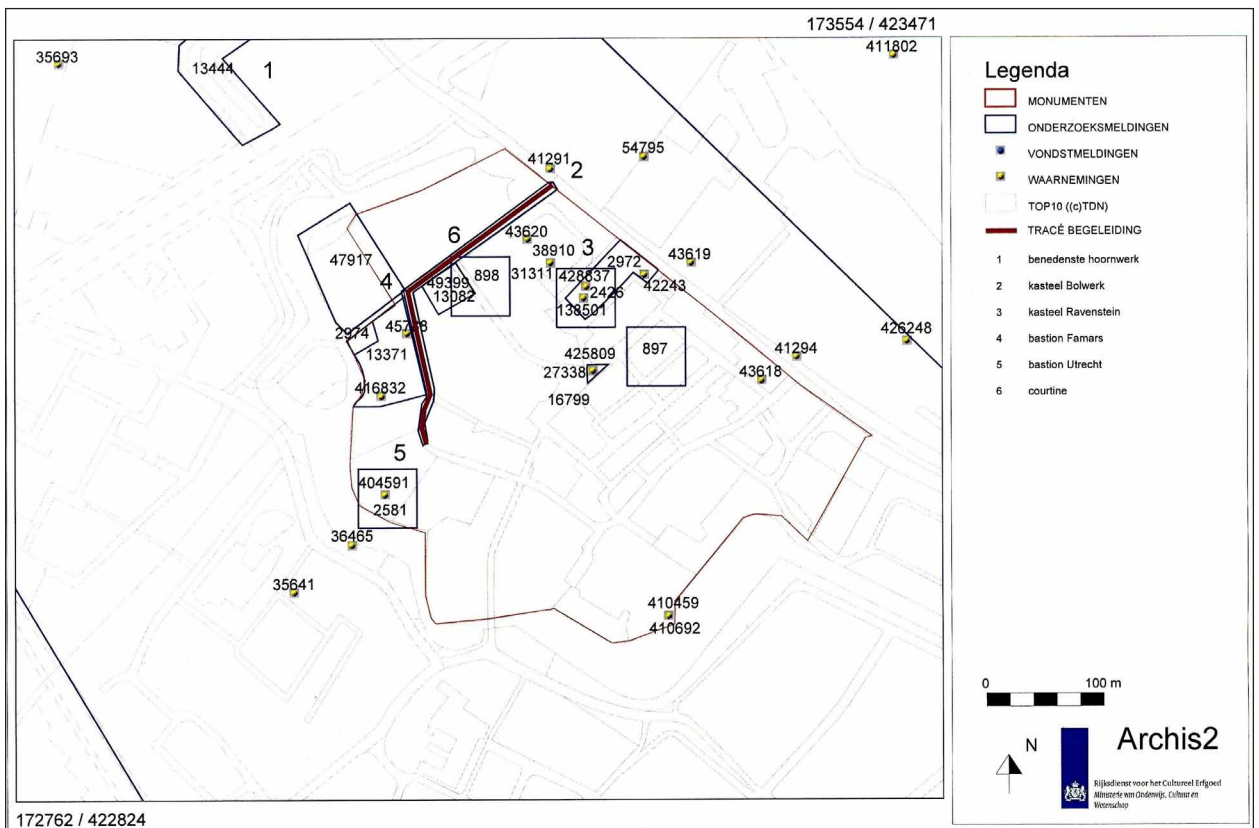 173554 / 423471
35693
13444
1
411802
41291
54795
2
43620
6
38910
3
2972
43619
47917
898
31311
428837
4
49399
13082
2426
42243
138501
2974
13371
426248
425809
897
41294
27338
43618
416832
16799
5
404591
2581
36465
35641
410459
410692
172762 / 422824
Legenda
MONUMENTEN
ONDERZOEKSMELDINGEN
VONDSTMELDINGEN
WAARNEMINGEN
TOP10 ((c)TDN)
TRACÉ BEGELEIDING
1 benedenste hoornwerk
2 kasteel Bolwerk
3 kasteel Ravenstein
4 bastion Famars
5 bastion Utrecht
6 courtine
0 100 m
N
Archis2
Rijksdienst voor het Cultureel Erfgoed
Ministerie van Onderwijs, Cultuur en
Wetenschap